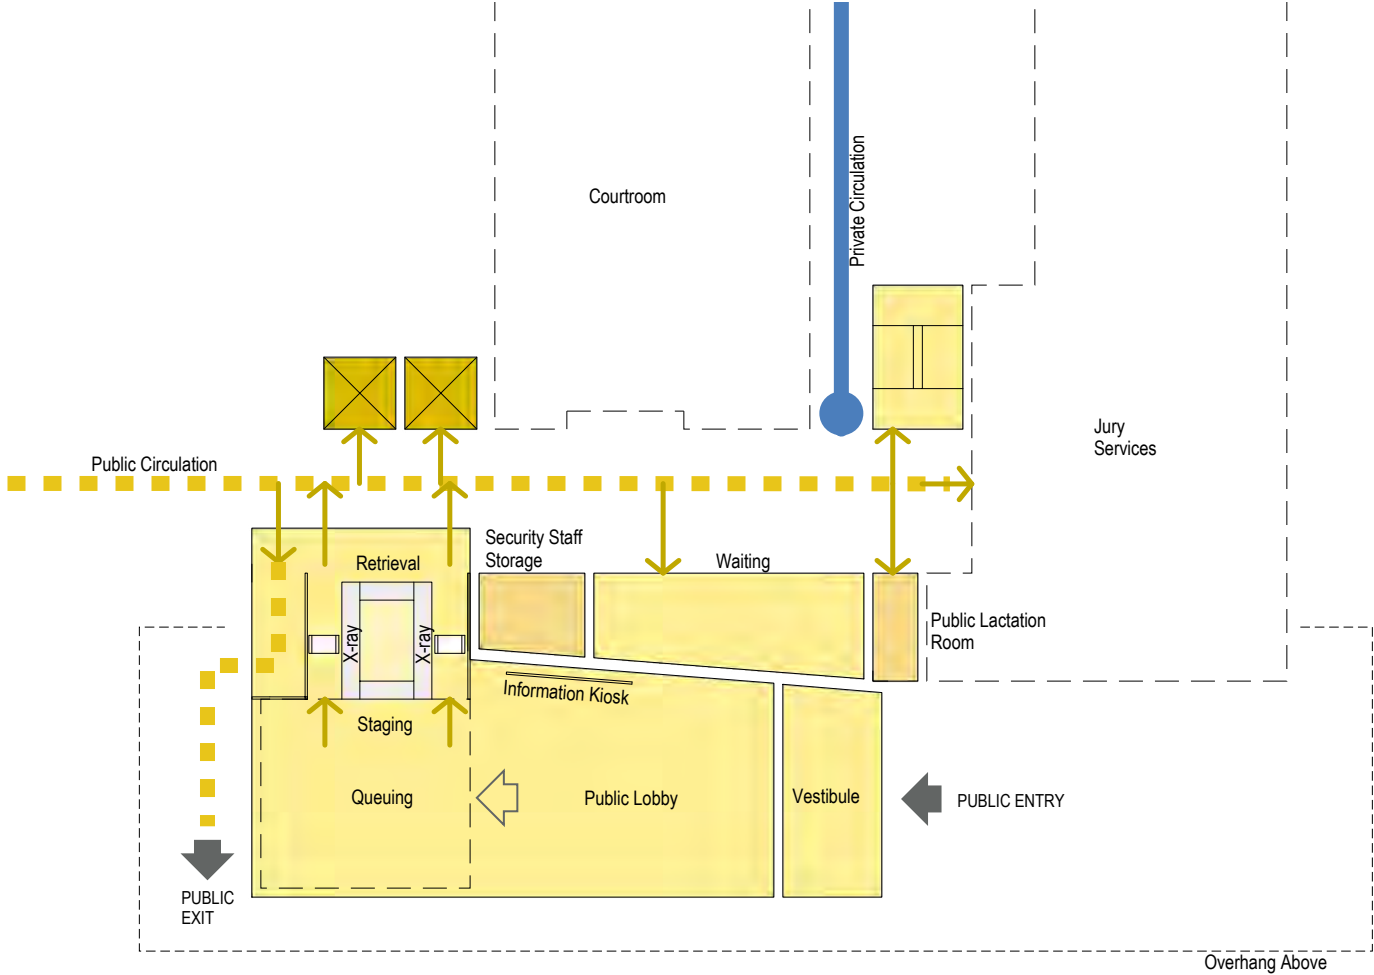 Private Circulation
Courtroom
Jury
Services
Public Circulation
Security Staff
Storage
Retrieval
Waiting
X-ray
X-ray
Public Lactation
Room
Information Kiosk
Staging
Queuing
Public Lobby
Vestibule
PUBLIC ENTRY
PUBLIC
EXIT
Overhang Above